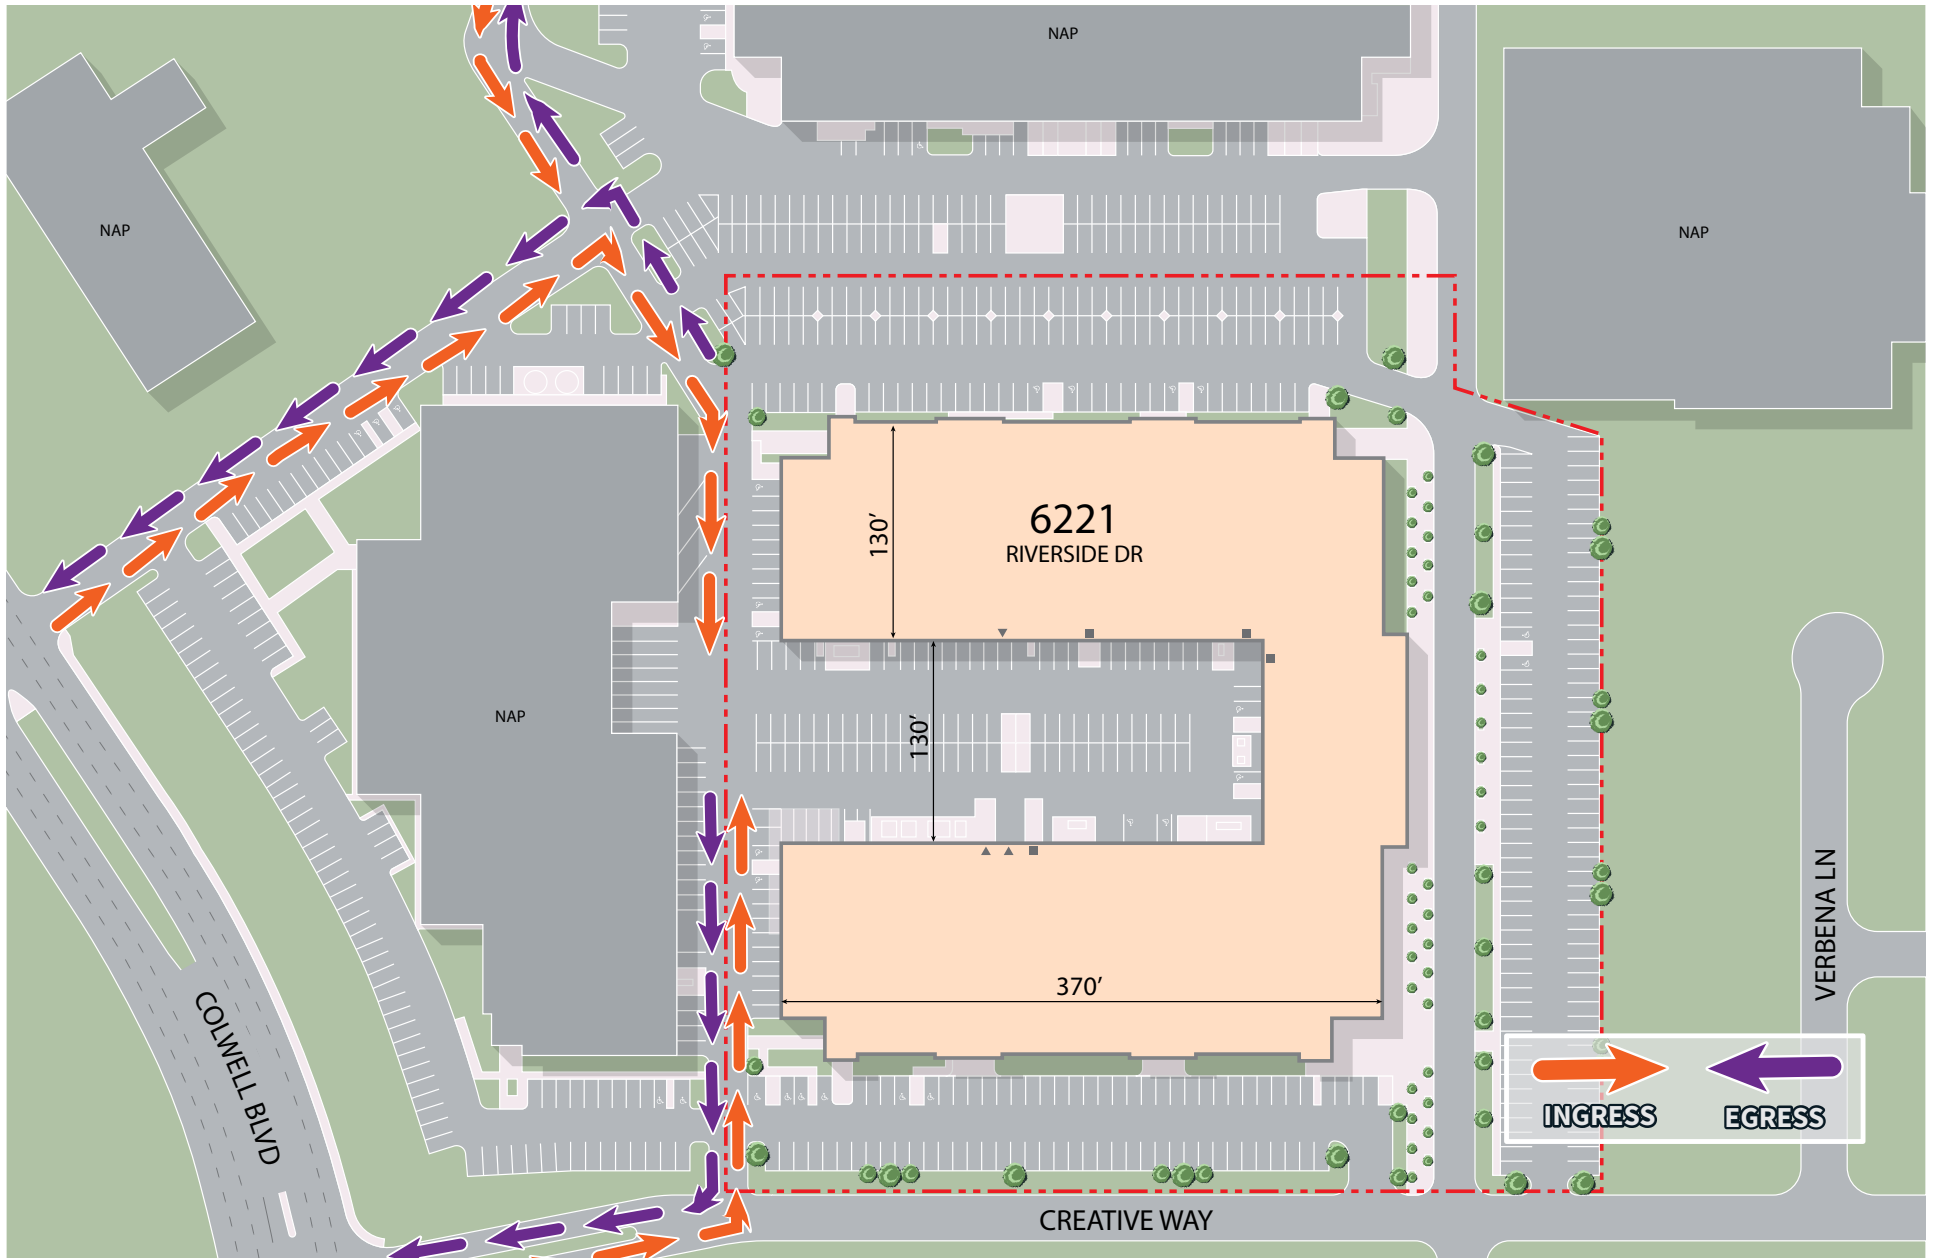 NAP
NAP
NAP
6221
RIVERSIDE DR
130’
NAP
130’
370’
VERBENA LN
COLWELL BLVD
INGRESS
EGRESS
CREATIVE WAY